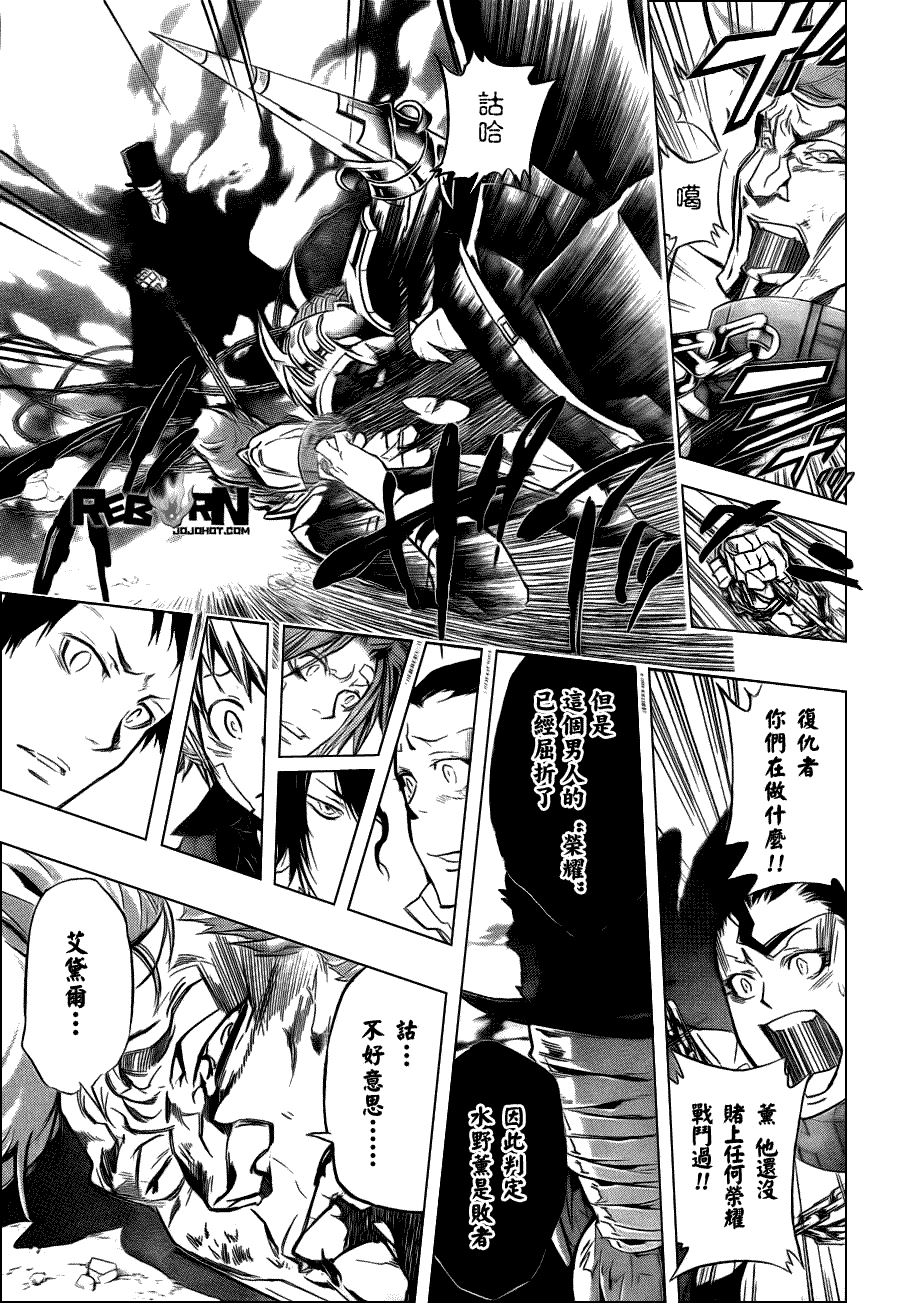 噶
詁哈
REBORN
JOJOHOT.COM
復仇者
你們在做什麼!!
薰 他還沒
賭上任何榮耀
戰鬥過!!
但是
這個男人的"榮耀"
已經屈折了
因此判定
水野薰是敗者
詁…
不好意思……
艾黛爾…